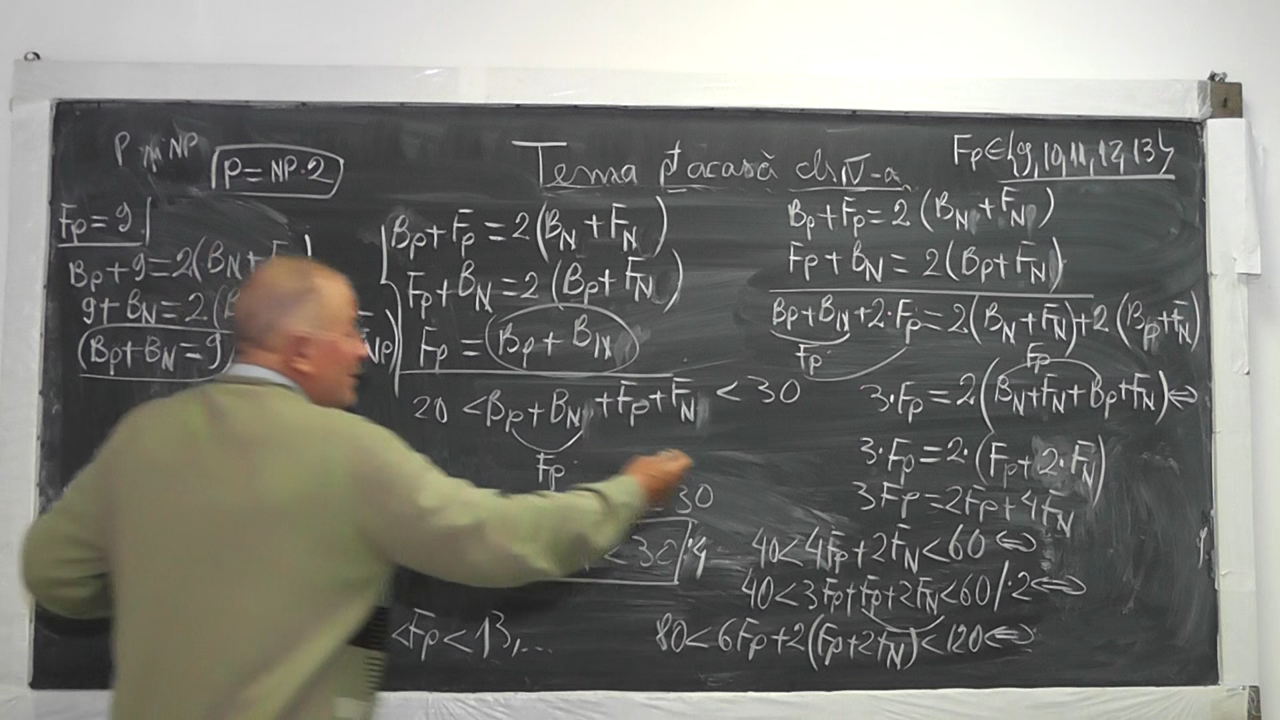 P NP
P = NP·2
Tema acasă cls IV-a
Fp∈{9,10,11,12,13}
Fp = 9
Bp+9=2(BN+F
9+BN=2(
(Bp+BN=9
Np)
Bp+Fp=2(BN+FN)
Fp+BN=2(Bp+FN)
Fp=(Bp+BN
20<Bp+BN+Fp+FN<30
Fp
30
<30/·4
<Fp<13,...
Bp+Fp=2(BN+FN)
Fp+BN=2(Bp+FN)
Bp+BN+2·Fp=2(BN+FN)+2(Bp+FN)
Fp Fp
3·Fp=2(BN+FN+Bp+FN)⇔
3·Fp=2·(Fp+2·FN)
3Fp=2Fp+4FN
40<4Fp+2FN<60⇔
40<3Fp+Fp+2FN<60/·2⇔
80<6Fp+2(Fp+2FN)<120⇔